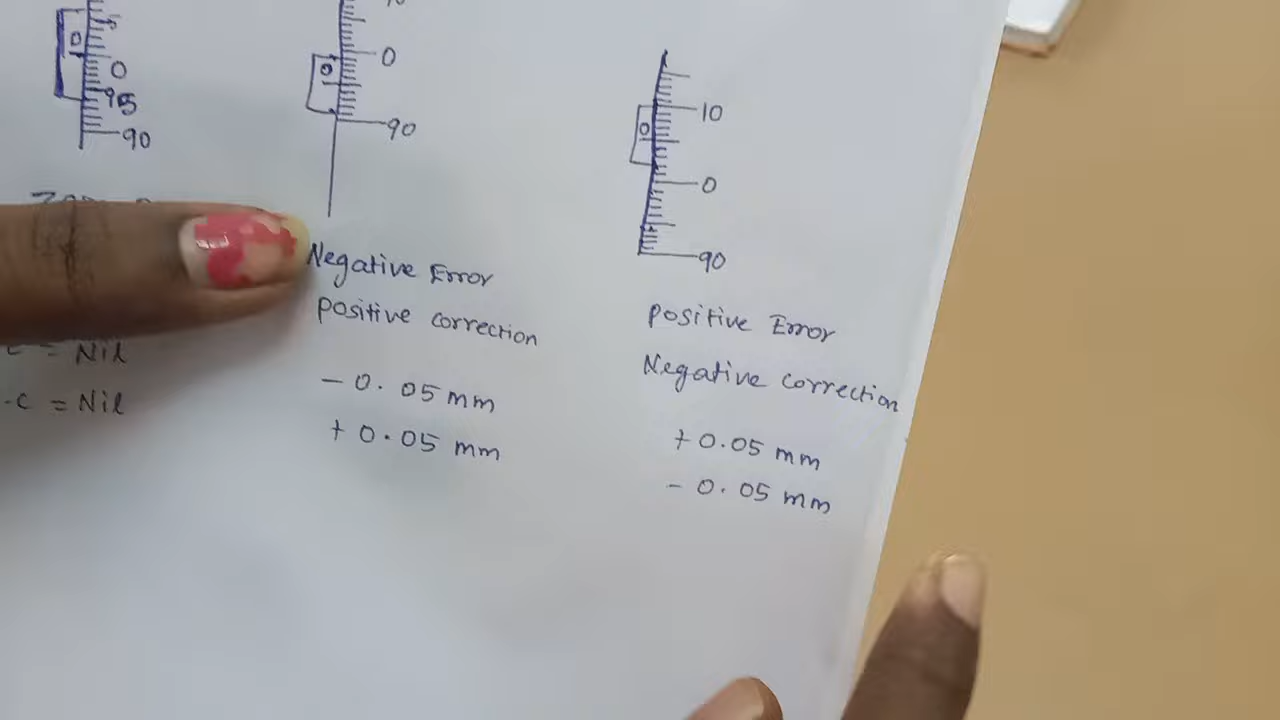 5
0
0
95
90
0
0
90
0
10
0
90
Negative Error
positive correction
- 0.05 mm
+ 0.05 mm
positive Error
Negative correction
+ 0.05 mm
- 0.05 mm
= Nil
.c = Nil